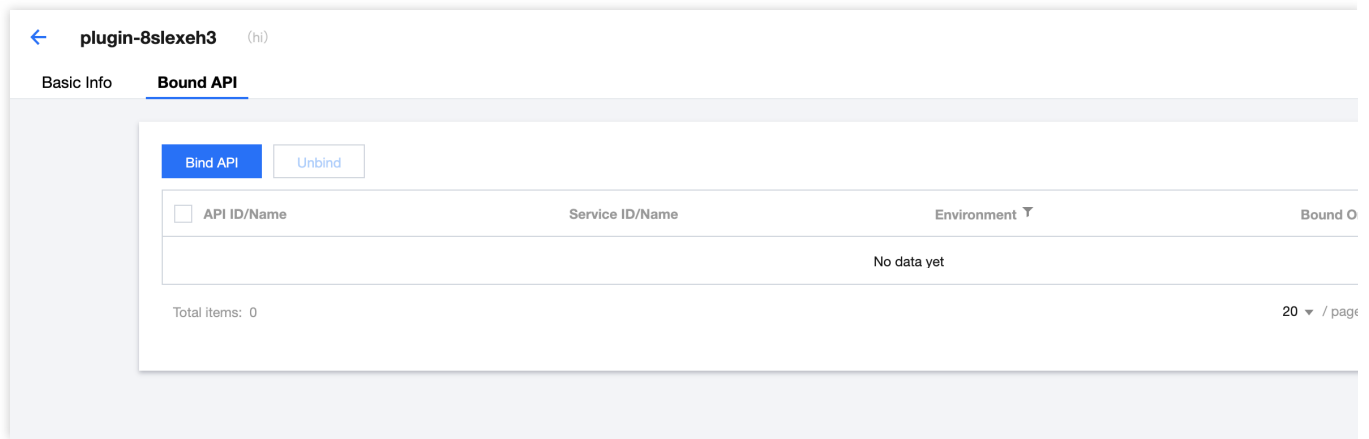 plugin-8slexeh3 (hi)
Basic Info Bound API
Bind API Unbind
API ID/Name Service ID/Name Environment Bound O
No data yet
Total items: 0 20 / page